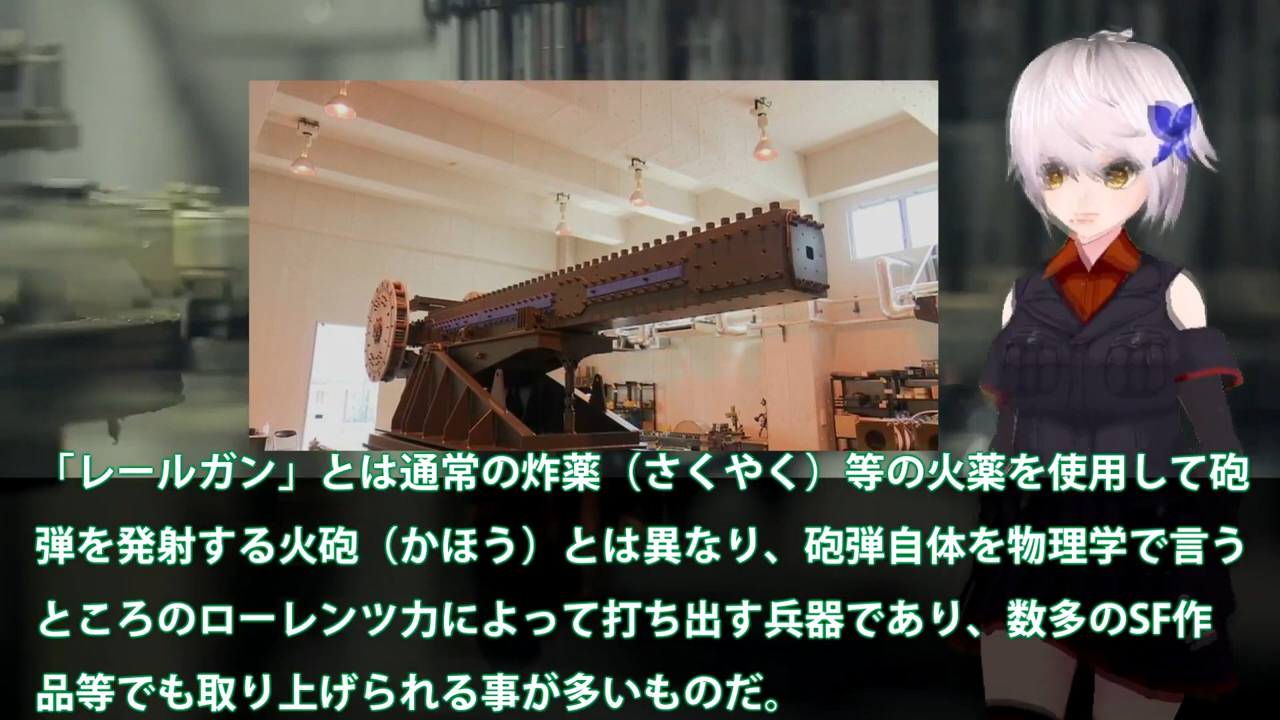 「レールガン」とは通常の炸薬（さくやく）等の火薬を使用して砲
弾を発射する火砲（かほう）とは異なり、砲弾自体を物理学で言う
ところのローレンツ力によって打ち出す兵器であり、数多のSF作
品等でも取り上げられる事が多いものだ。